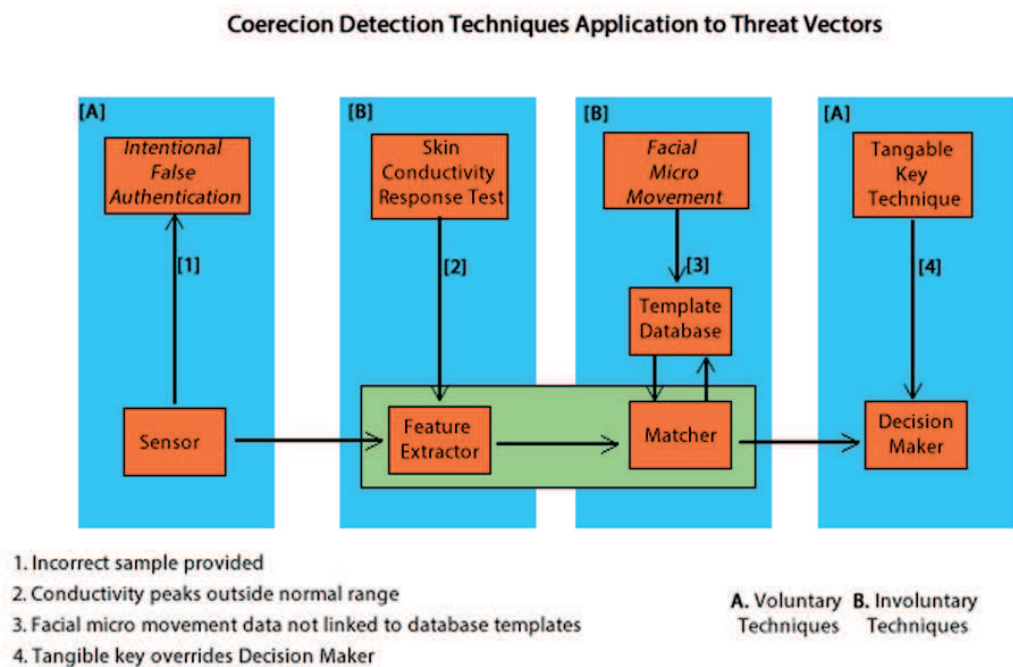 Coerecion Detection Techniques Application to Threat Vectors
[A]
Intentional
False
Authentication
[1]
Sensor
[B]
Skin
Conductivity
Response Test
[2]
Feature
Extractor
[B]
Facial
Micro
Movement
[3]
Template
Database
Matcher
[A]
Tangable
Key
Technique
[4]
Decision
Maker
1. Incorrect sample provided
2. Conductivity peaks outside normal range
3. Facial micro movement data not linked to database templates
4. Tangible key overrides Decision Maker
A. Voluntary B. Involuntary
Techniques Techniques